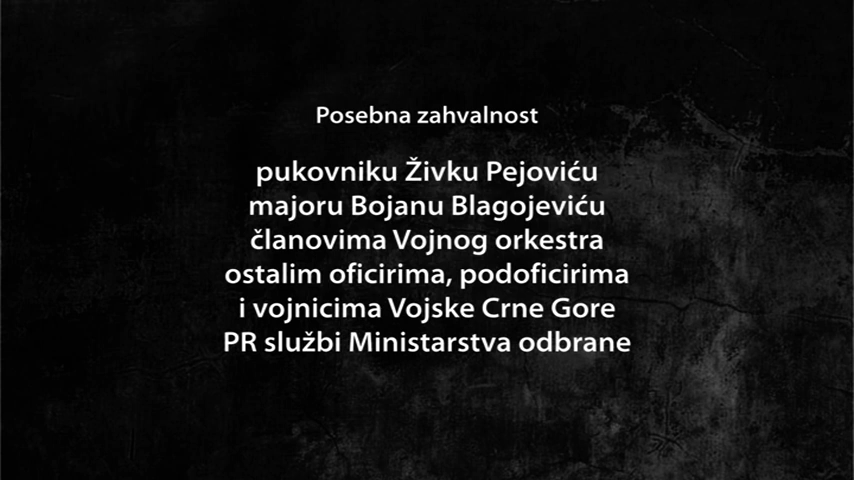 Posebna zahvalnost
pukovniku Živku Pejoviću
majoru Bojanu Blagojeviću
članovima Vojnog orkestra
ostalim oficirima, podoficirima
i vojnicima Vojske Crne Gore
PR službi Ministarstva odbrane